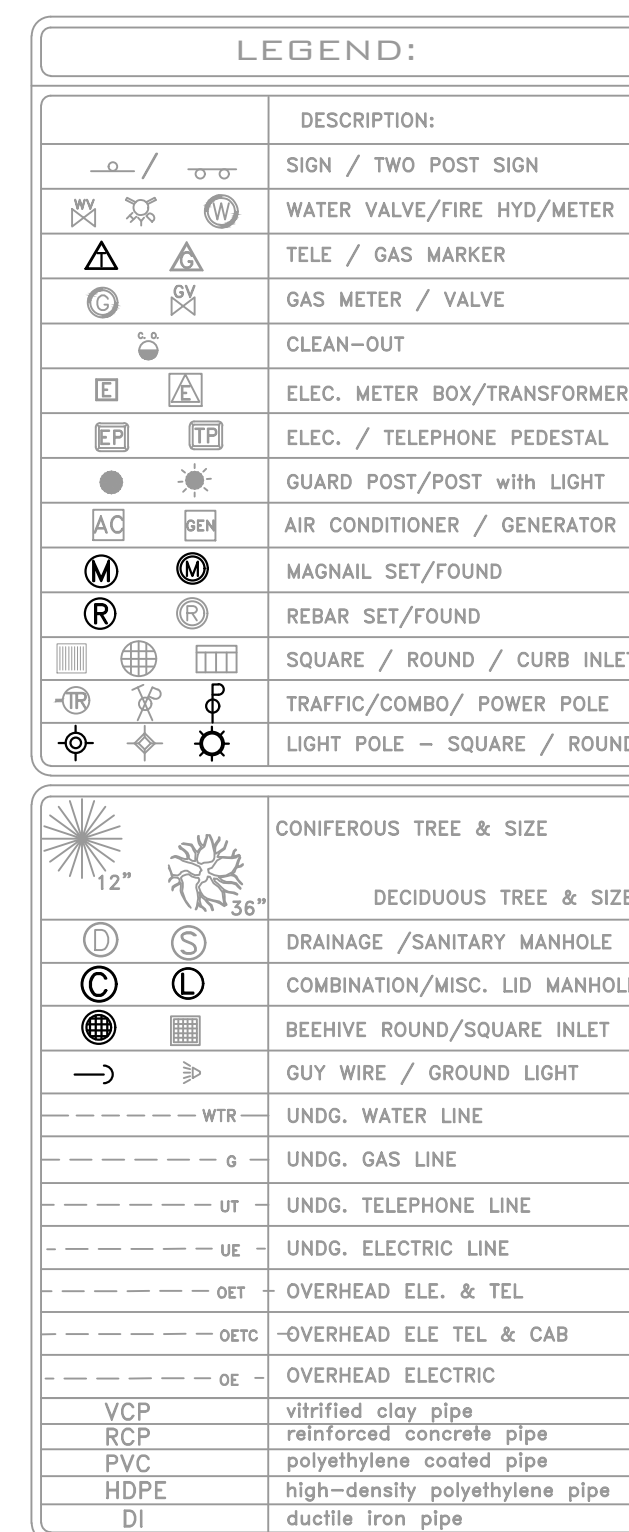 LEGEND:
DESCRIPTION:
/ SIGN / TWO POST SIGN
WV W WATER VALVE/FIRE HYD/METER
T G TELE / GAS MARKER
G GV GAS METER / VALVE
C. O. CLEAN-OUT
E E ELEC. METER BOX/TRANSFORMER
EP TP ELEC. / TELEPHONE PEDESTAL
GUARD POST/POST with LIGHT
AC GEN AIR CONDITIONER / GENERATOR
M M MAGNAIL SET/FOUND
R R REBAR SET/FOUND
SQUARE / ROUND / CURB INLET
TR P TRAFFIC/COMBO/ POWER POLE
LIGHT POLE - SQUARE / ROUND
CONIFEROUS TREE & SIZE
12"
36" DECIDUOUS TREE & SIZE
D S DRAINAGE /SANITARY MANHOLE
C L COMBINATION/MISC. LID MANHOL
BEEHIVE ROUND/SQUARE INLET
GUY WIRE / GROUND LIGHT
WTR UNDG. WATER LINE
G UNDG. GAS LINE
UT UNDG. TELEPHONE LINE
UE UNDG. ELECTRIC LINE
OET OVERHEAD ELE. & TEL
OETC OVERHEAD ELE TEL & CAB
OE OVERHEAD ELECTRIC
VCP vitrified clay pipe
RCP reinforced concrete pipe
PVC polyethylene coated pipe
HDPE high-density polyethylene pipe
DI ductile iron pipe